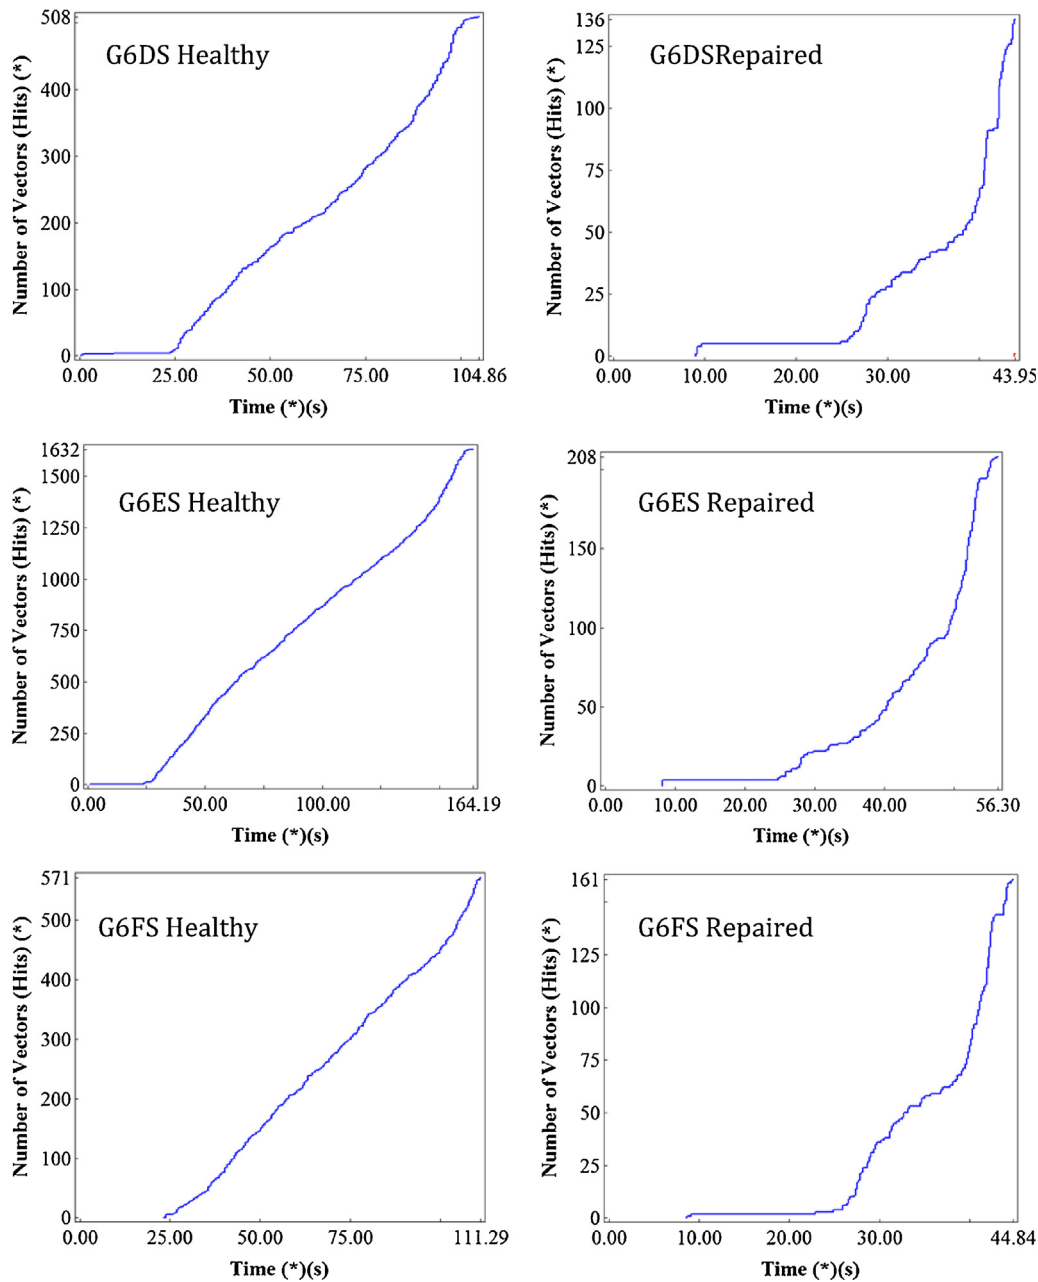 G6DS Healthy
Number of Vectors (Hits) (*)
508
400
300
200
100
0
0.00 25.00 50.00 75.00 104.86
Time (*)(s)
G6DSRepaired
Number of Vectors (Hits) (*)
136
125
100
75
50
25
0
0.00 10.00 20.00 30.00 43.95
Time (*)(s)
G6ES Healthy
Number of Vectors (Hits) (*)
1632
1500
1250
1000
750
500
250
0
0.00 50.00 100.00 164.19
Time (*)(s)
G6ES Repaired
Number of Vectors (Hits) (*)
208
150
100
50
0
0.00 10.00 20.00 30.00 40.00 56.30
Time (*)(s)
G6FS Healthy
Number of Vectors (Hits) (*)
571
500
400
300
200
100
0
0.00 25.00 50.00 75.00 111.29
Time (*)(s)
G6FS Repaired
Number of Vectors (Hits) (*)
161
125
100
75
50
25
0
0.00 10.00 20.00 30.00 44.84
Time (*)(s)